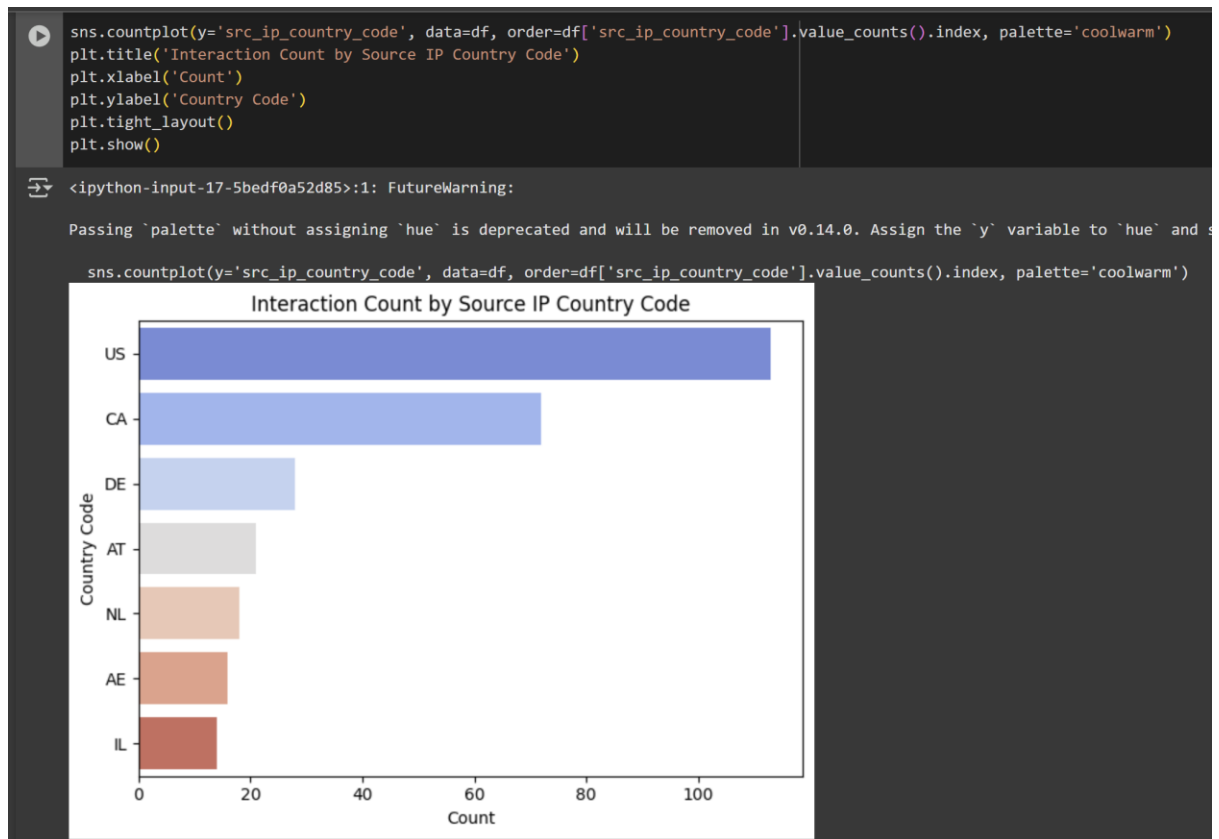 sns.countplot(y='src_ip_country_code', data=df, order=df['src_ip_country_code'].value_counts().index, palette='coolwarm')
plt.title('Interaction Count by Source IP Country Code')
plt.xlabel('Count')
plt.ylabel('Country Code')
plt.tight_layout()
plt.show()
<ipython-input-17-5bedf0a52d85>:1: FutureWarning:
Passing `palette` without assigning `hue` is deprecated and will be removed in v0.14.0. Assign the `y` variable to `hue` and s
sns.countplot(y='src_ip_country_code', data=df, order=df['src_ip_country_code'].value_counts().index, palette='coolwarm')
Interaction Count by Source IP Country Code
Country Code
US
CA
DE
AT
NL
AE
IL
0 20 40 60 80 100
Count